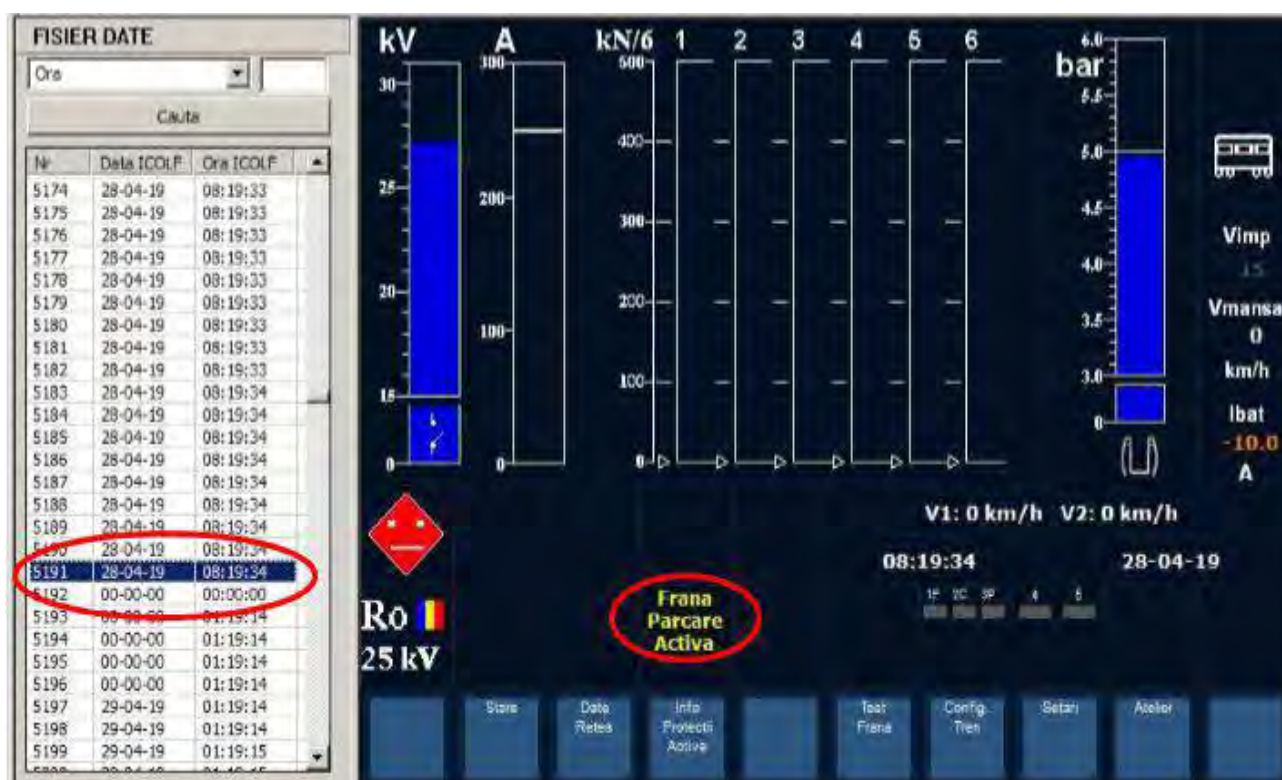 FISIER DATE
Ora
Cauta
Nr Data ICOLF Ora ICOLF
5174 28-04-19 08:19:33
5175 28-04-19 08:19:33
5176 28-04-19 08:19:33
5177 28-04-19 08:19:33
5178 28-04-19 08:19:33
5179 28-04-19 08:19:33
5180 28-04-19 08:19:33
5181 28-04-19 08:19:33
5182 28-04-19 08:19:33
5183 28-04-19 08:19:34
5184 28-04-19 08:19:34
5185 28-04-19 08:19:34
5186 28-04-19 08:19:34
5187 28-04-19 08:19:34
5188 28-04-19 08:19:34
5189 28-04-19 08:19:34
5190 28-04-19 08:19:34
5191 28-04-19 08:19:34
5192 00-00-00 00:00:00
5193 00-00-00 01:19:14
5194 00-00-00 01:19:14
5195 00-00-00 01:19:14
5196 00-00-00 01:19:14
5197 29-04-19 01:19:14
5198 29-04-19 01:19:14
5199 29-04-19 01:19:15
kV
30
25
20
15
0
A
300
200
100
0
kN/6 1 2 3 4 5 6
500
400
300
200
100
0
bar
6.0
5.5
5.0
4.5
4.0
3.5
3.0
0
Vimp
15
Vmansa
0
km/h
Ibat
-10.0
A
V1: 0 km/h V2: 0 km/h
08:19:34 28-04-19
1F 2C 3P 4 5
Frana
Parcare
Activa
Ro
25 kV
Stare
Date
Retea
Info
Protectii
Active
Test
Frana
Config.
Tren
Setari
Atelier